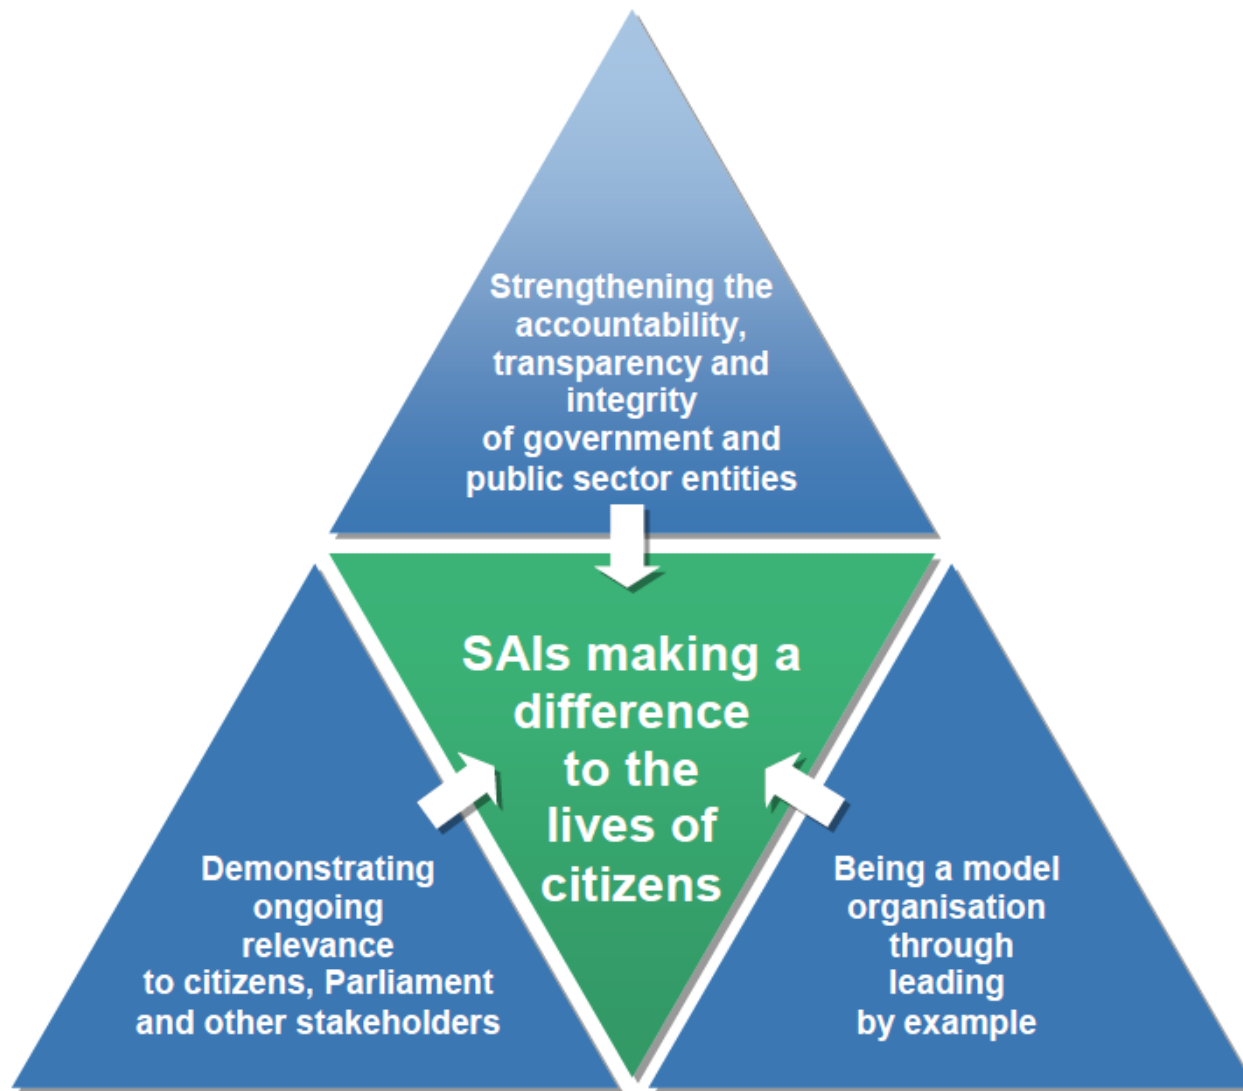 Strengthening the
accountability,
transparency and
integrity
of government and
public sector entities
SAIs making a
difference
to the
lives of
citizens
Demonstrating
ongoing
relevance
to citizens, Parliament
and other stakeholders
Being a model
organisation
through
leading
by example